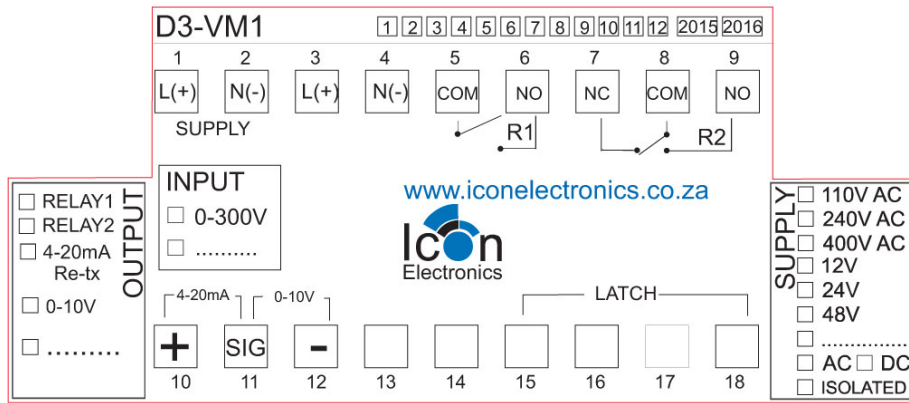 D3-VM1 1 2 3 4 5 6 7 8 9 10 11 12 2015 2016
1 2 3 4 5 6 7 8 9
L(+) N(-) L(+) N(-) COM NO NC COM NO
SUPPLY R1 R2
OUTPUT
RELAY1
RELAY2
4-20mA
Re-tx
0-10V
.........
INPUT
0-300V
..........
www.iconelectronics.co.za
Icon
Electronics
SUPPLY
110V AC
240V AC
400V AC
12V
24V
48V
...............
AC DC
ISOLATED
4-20mA 0-10V LATCH
+ SIG -
10 11 12 13 14 15 16 17 18